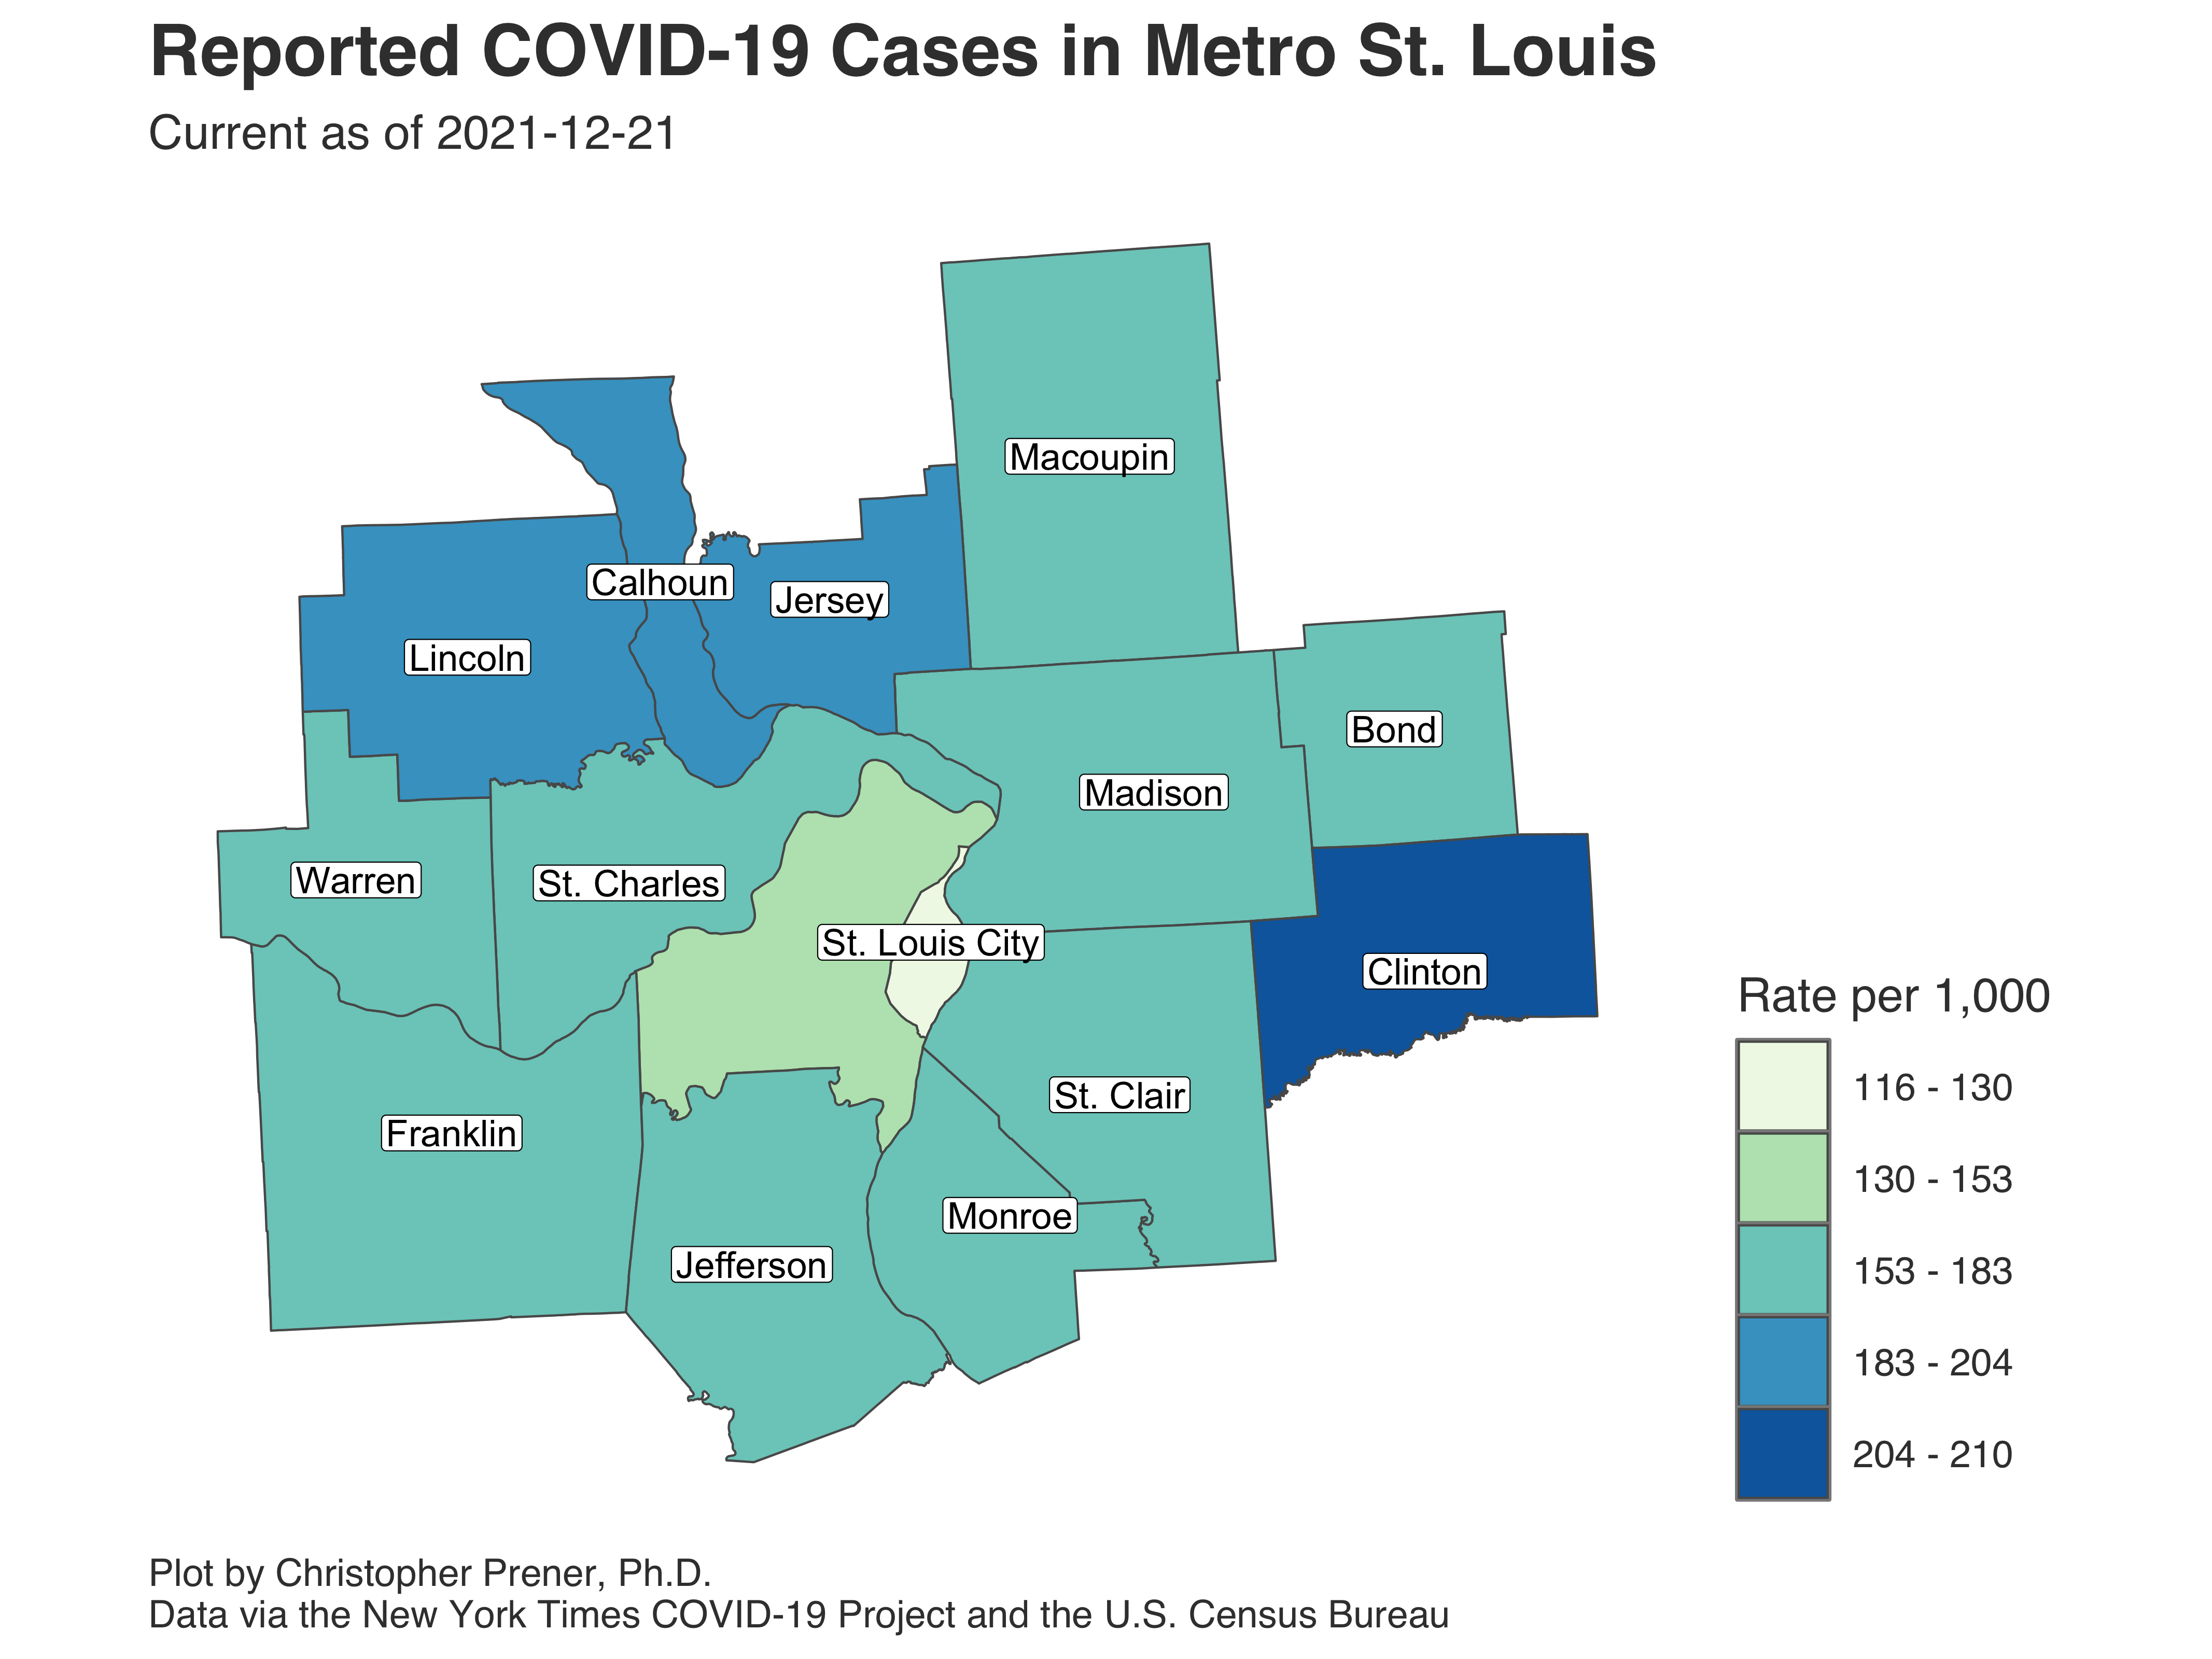 Reported COVID-19 Cases in Metro St. Louis
Current as of 2021-12-21
Macoupin
Calhoun
Jersey
Lincoln
Bond
Madison
Warren
St. Charles
St. Louis City
Clinton
St. Clair
Franklin
Monroe
Jefferson
Rate per 1,000
116 - 130
130 - 153
153 - 183
183 - 204
204 - 210
Plot by Christopher Prener, Ph.D.
Data via the New York Times COVID-19 Project and the U.S. Census Bureau